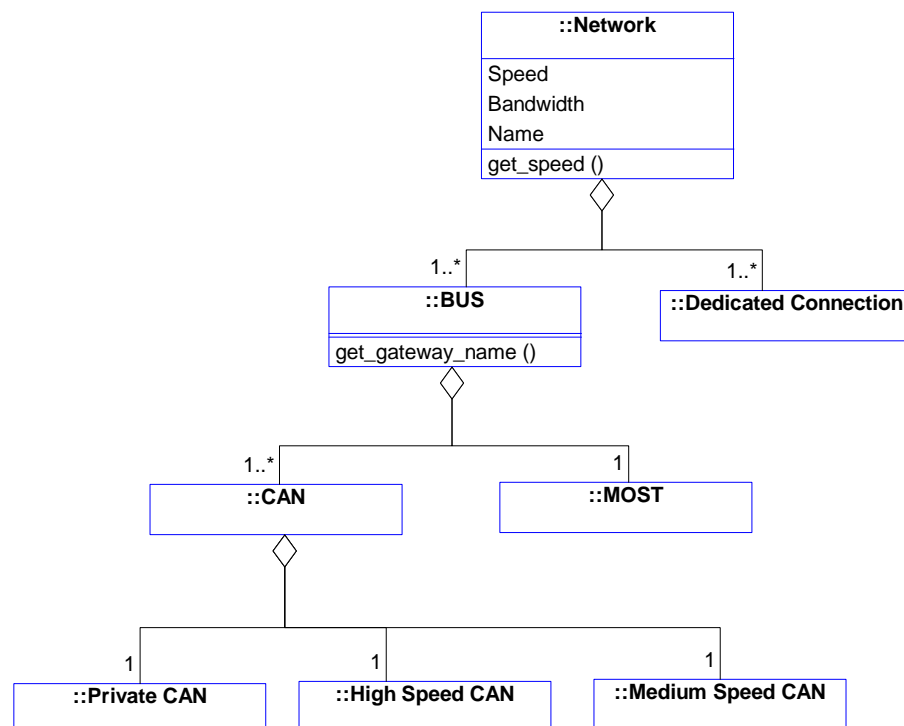 ::Network
Speed
Bandwidth
Name
get_speed ()
1..*
1..*
::BUS
::Dedicated Connection
get_gateway_name ()
1..*
1
::CAN
::MOST
1
1
1
::Private CAN
::High Speed CAN
::Medium Speed CAN